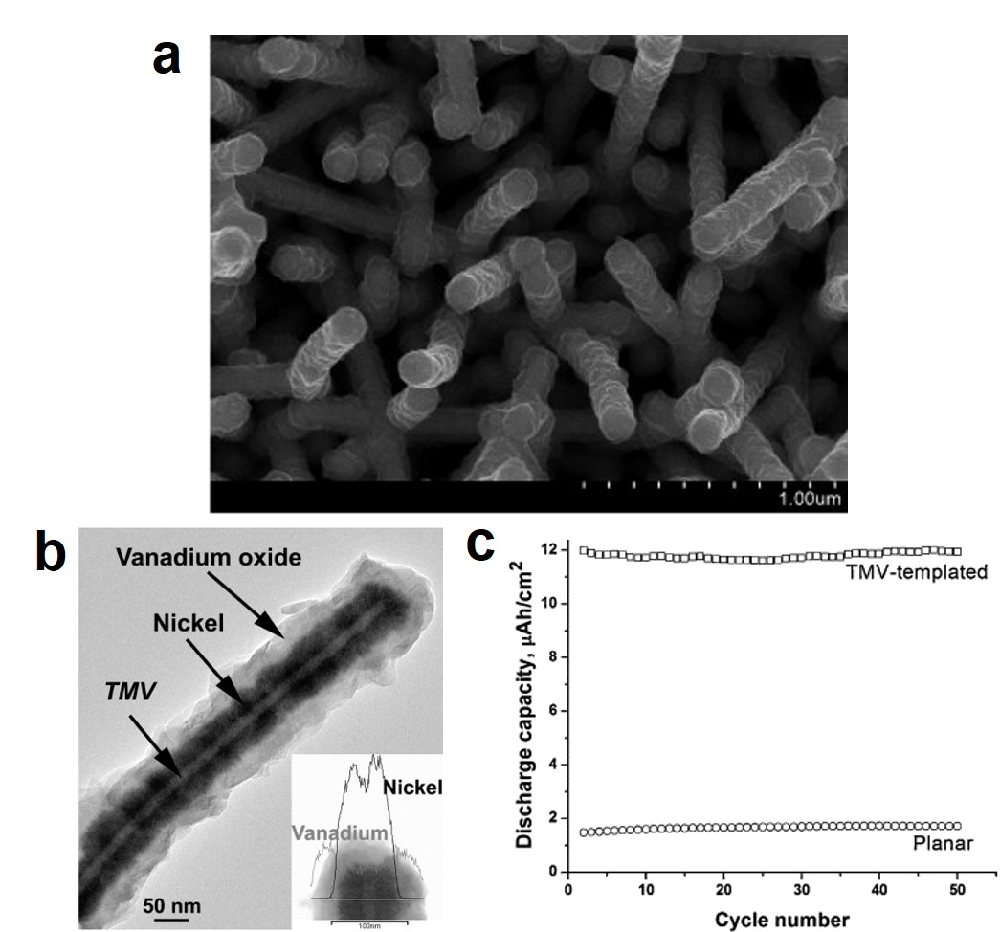 a
1.00um
b
Vanadium oxide
Nickel
TMV
50 nm
Nickel
Vanadium
100nm
c
Discharge capacity, µAh/cm²
12
10
8
6
4
2
0
TMV-templated
Planar
0 10 20 30 40 50
Cycle number